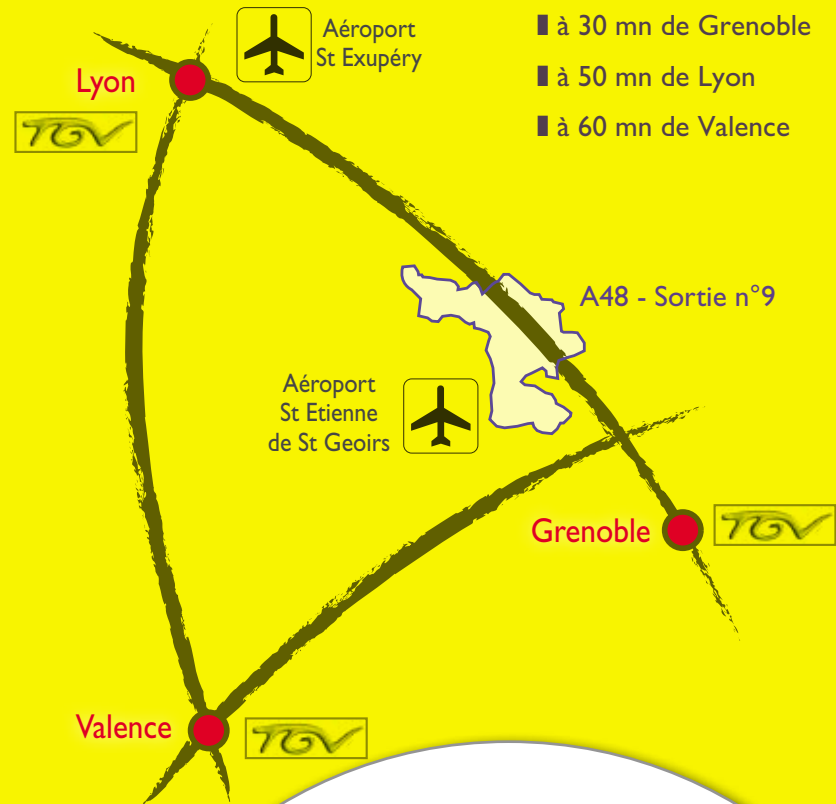 Aéroport
St Exupéry
à 30 mn de Grenoble
à 50 mn de Lyon
à 60 mn de Valence
Lyon
TGV
A48 - Sortie n°9
Aéroport
St Etienne
de St Geoirs
Grenoble
TGV
Valence
TGV